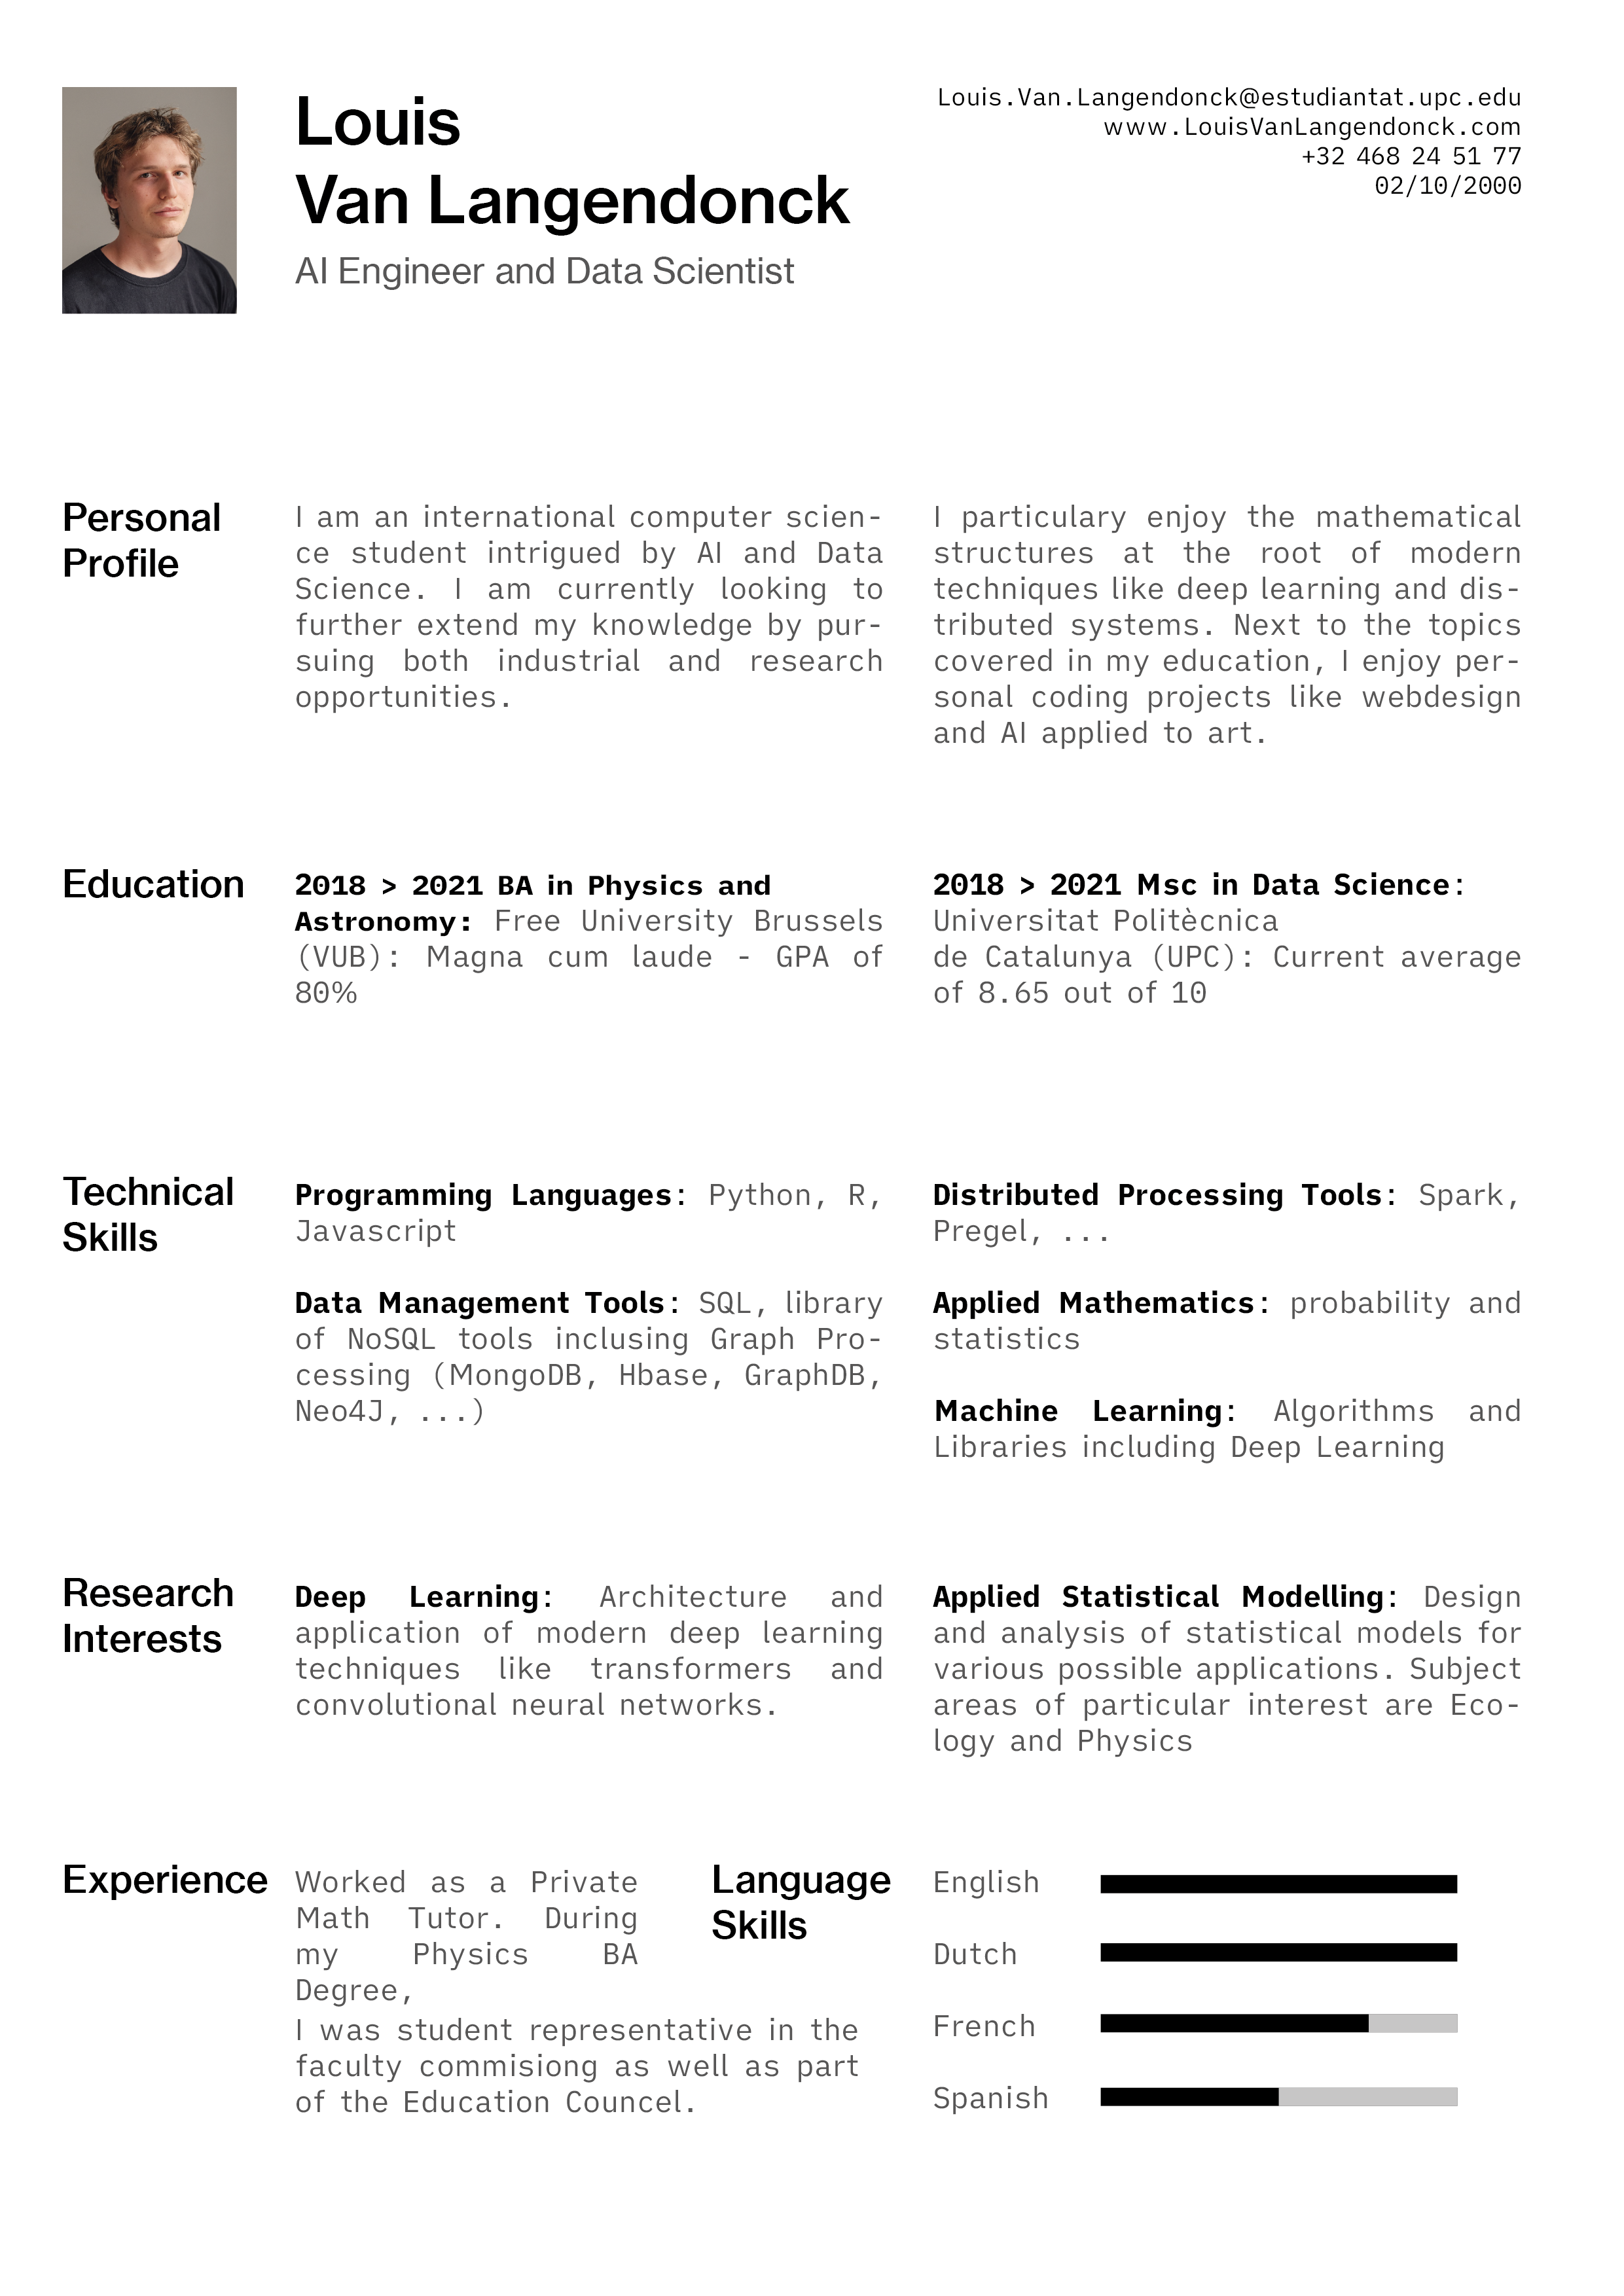 Louis
Van Langendonck
AI Engineer and Data Scientist
Louis.Van.Langendonck@estudiantat.upc.edu
www.LouisVanLangendonck.com
+32 468 24 51 77
02/10/2000
Personal
Profile
I am an international computer scien-
ce student intrigued by AI and Data
Science. I am currently looking to
further extend my knowledge by pur-
suing both industrial and research
opportunities.
I particulary enjoy the mathematical
structures at the root of modern
techniques like deep learning and dis-
tributed systems. Next to the topics
covered in my education, I enjoy per-
sonal coding projects like webdesign
and AI applied to art.
Education
2018 > 2021 BA in Physics and
Astronomy: Free University Brussels
(VUB): Magna cum laude - GPA of
80%
2018 > 2021 Msc in Data Science:
Universitat Politècnica
de Catalunya (UPC): Current average
of 8.65 out of 10
Technical
Skills
Programming Languages: Python, R,
Javascript
Data Management Tools: SQL, library
of NoSQL tools inclusing Graph Pro-
cessing (MongoDB, Hbase, GraphDB,
Neo4J, ...)
Distributed Processing Tools: Spark,
Pregel, ...
Applied Mathematics: probability and
statistics
Machine Learning: Algorithms and
Libraries including Deep Learning
Research
Interests
Deep Learning: Architecture and
application of modern deep learning
techniques like transformers and
convolutional neural networks.
Applied Statistical Modelling: Design
and analysis of statistical models for
various possible applications. Subject
areas of particular interest are Eco-
logy and Physics
Experience
Worked as a Private
Math Tutor. During
my Physics BA
Degree,
I was student representative in the
faculty commisiong as well as part
of the Education Councel.
Language
Skills
English
Dutch
French
Spanish